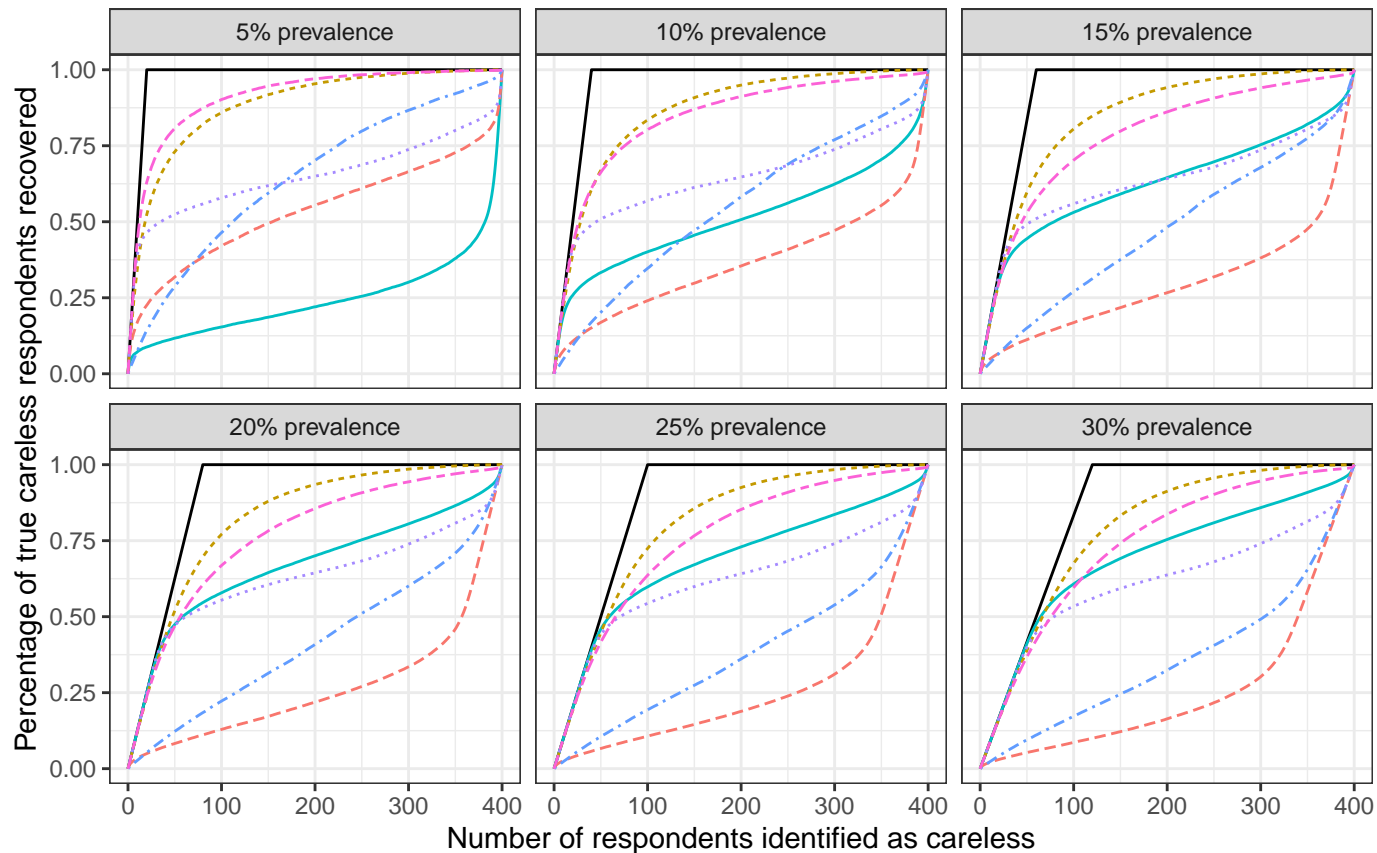 5% prevalence
10% prevalence
15% prevalence
1.00
0.75
0.50
0.25
0.00
20% prevalence
25% prevalence
30% prevalence
1.00
0.75
0.50
0.25
0.00
0 100 200 300 400
0 100 200 300 400
0 100 200 300 400
Number of respondents identified as careless
Percentage of true careless respondents recovered